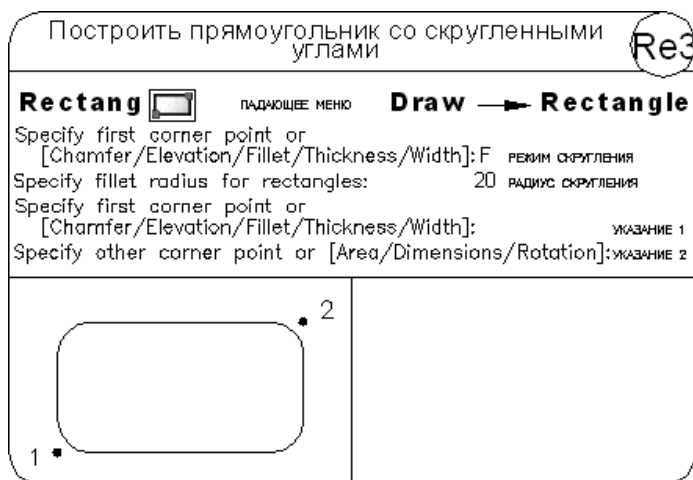 Построить прямоугольник со скругленными
углами
Re3
Rectang падающее меню Draw Rectangle
Specify first corner point or
[Chamfer/Elevation/Fillet/Thickness/Width]: F режим скругления
Specify fillet radius for rectangles: 20 радиус скругления
Specify first corner point or
[Chamfer/Elevation/Fillet/Thickness/Width]: указание 1
Specify other corner point or [Area/Dimensions/Rotation]: указание 2
2
1